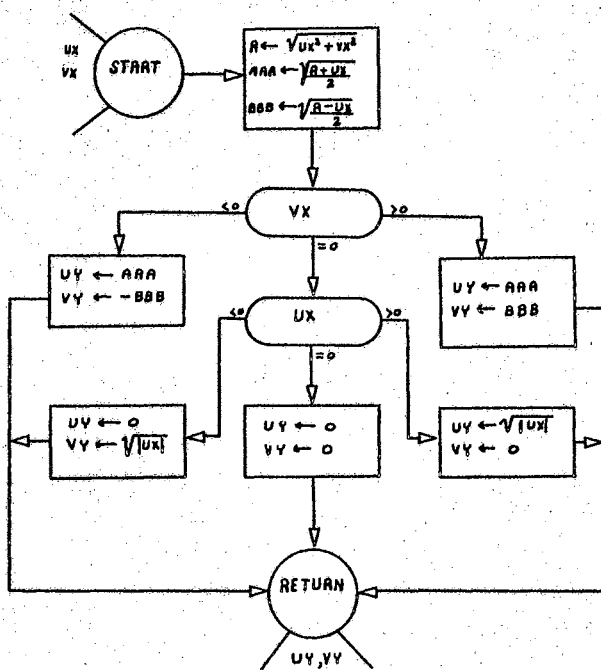 UX
VX
START
A ← √UX²+VX²
AAA ← √A+UX/2
BBB ← √A-UX/2
<0
VX
>0
=0
UY ← AAA
VY ← -BBB
UY ← AAA
VY ← BBB
<0
UX
>0
=0
UY ← 0
VY ← √|UX|
UY ← 0
VY ← 0
UY ← √|UX|
VY ← 0
RETURN
UY,VY